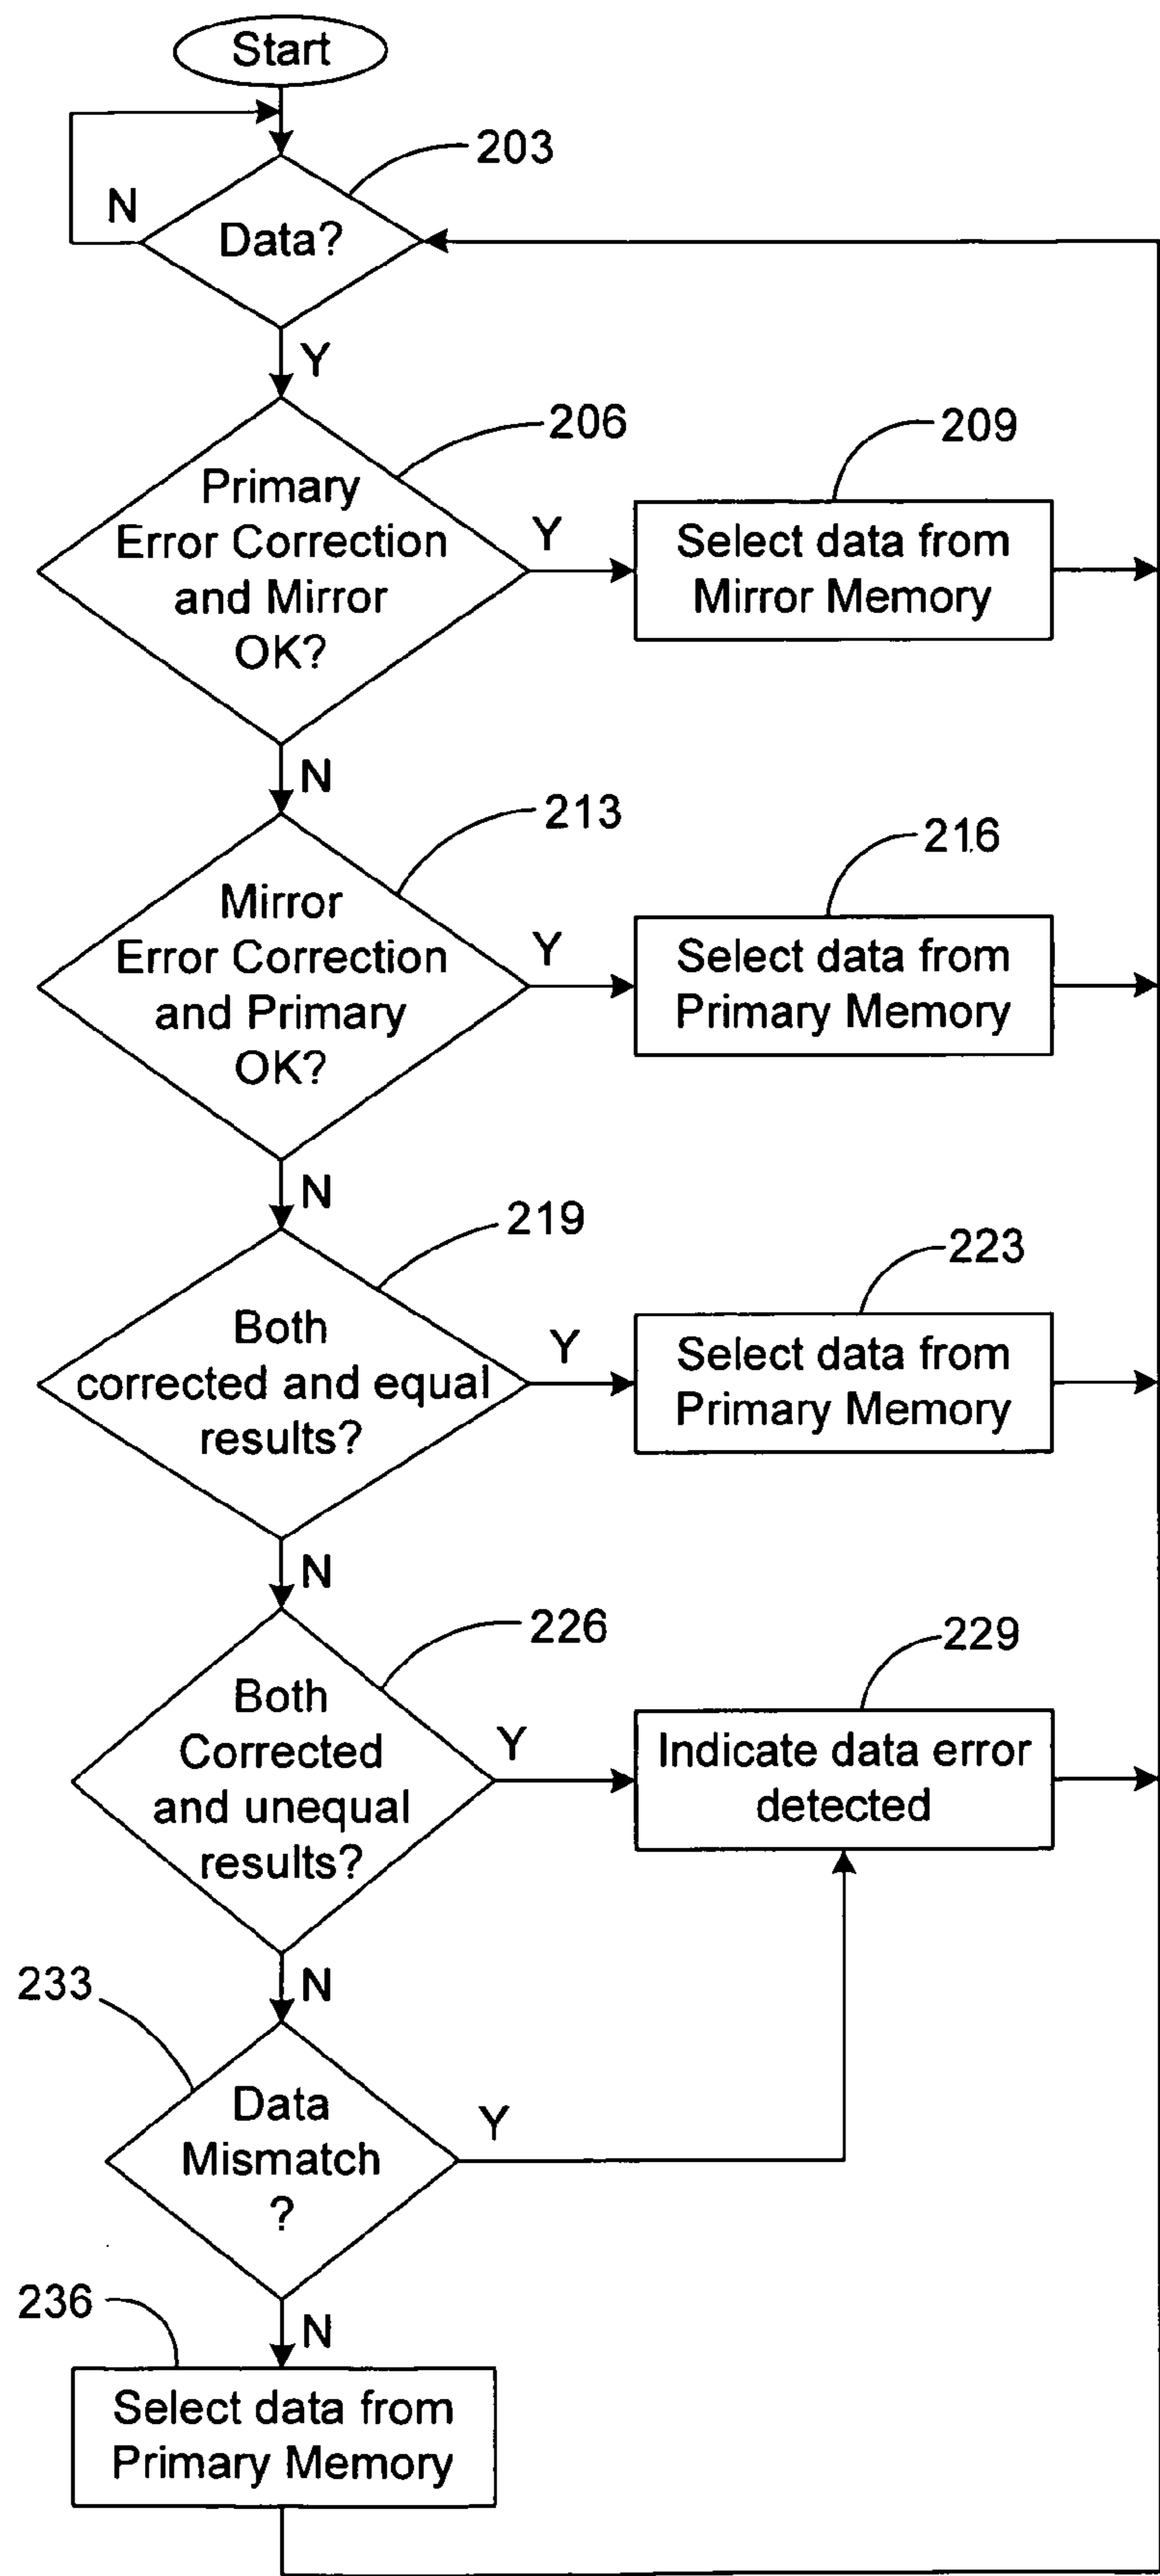 Start
203
N
Data?
Y
206
209
Primary
Error Correction
and Mirror
OK?
Y
Select data from
Mirror Memory
N
213
216
Mirror
Error Correction
and Primary
OK?
Y
Select data from
Primary Memory
N
219
223
Both
corrected and equal
results?
Y
Select data from
Primary Memory
N
226
229
Both
Corrected
and unequal
results?
Y
Indicate data error
detected
N
233
Data
Mismatch
?
Y
N
236
Select data from
Primary Memory